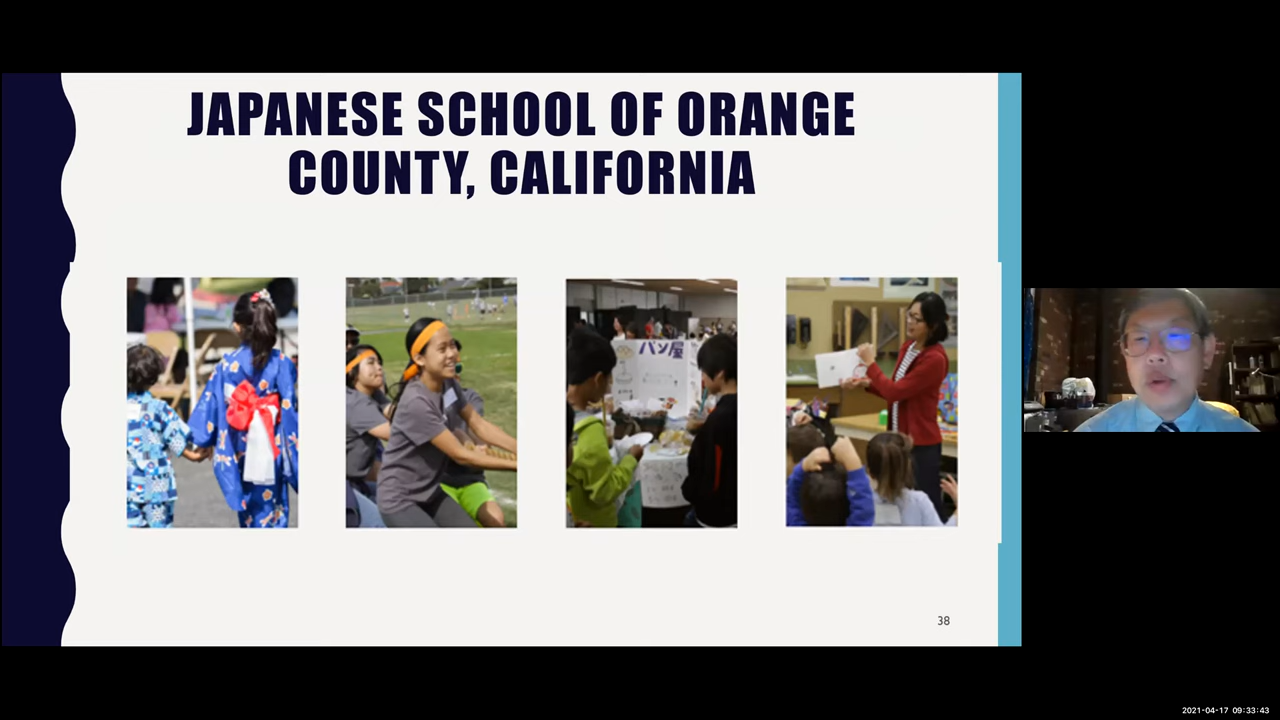 JAPANESE SCHOOL OF ORANGE
COUNTY, CALIFORNIA
パン屋
38
2021-04-17 09:33:43